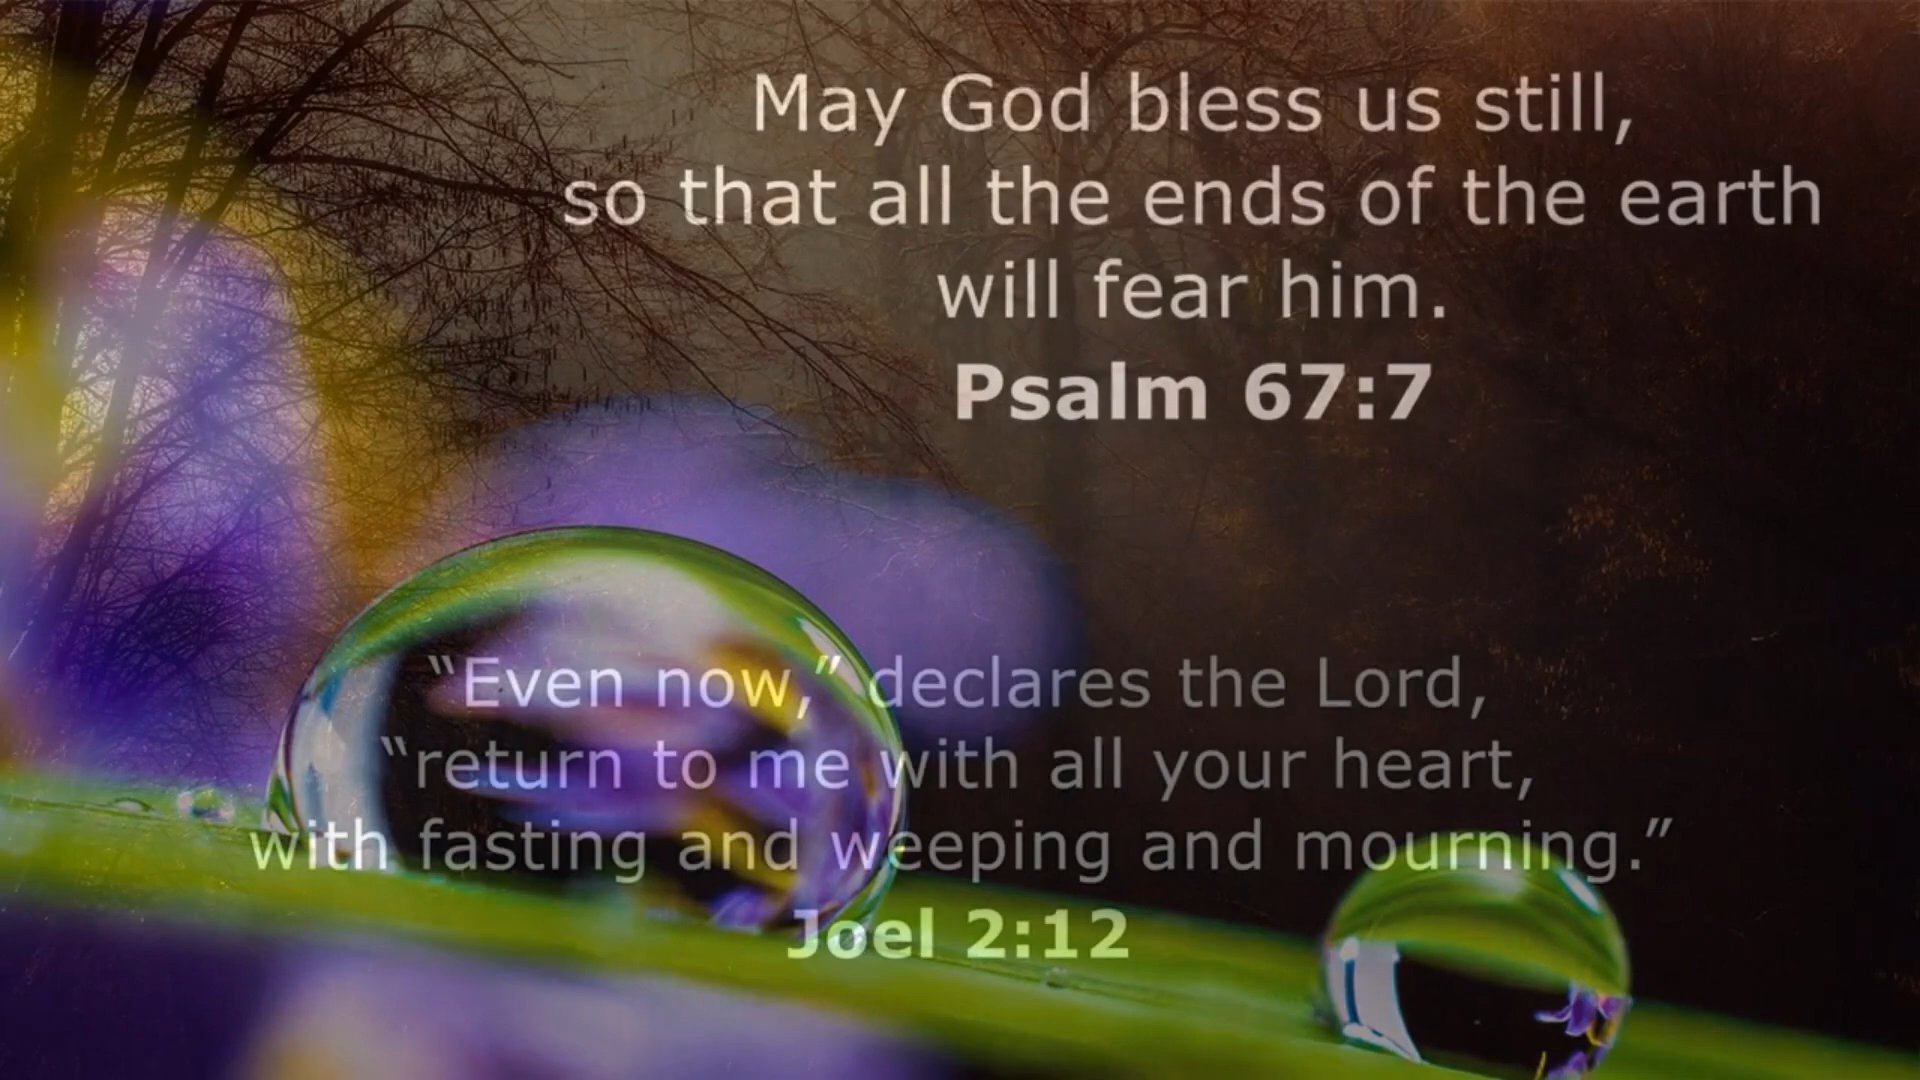 May God bless us still,
so that all the ends of the earth
will fear him.
Psalm 67:7
“Even now,” declares the Lord,
“return to me with all your heart,
with fasting and weeping and mourning.”
Joel 2:12